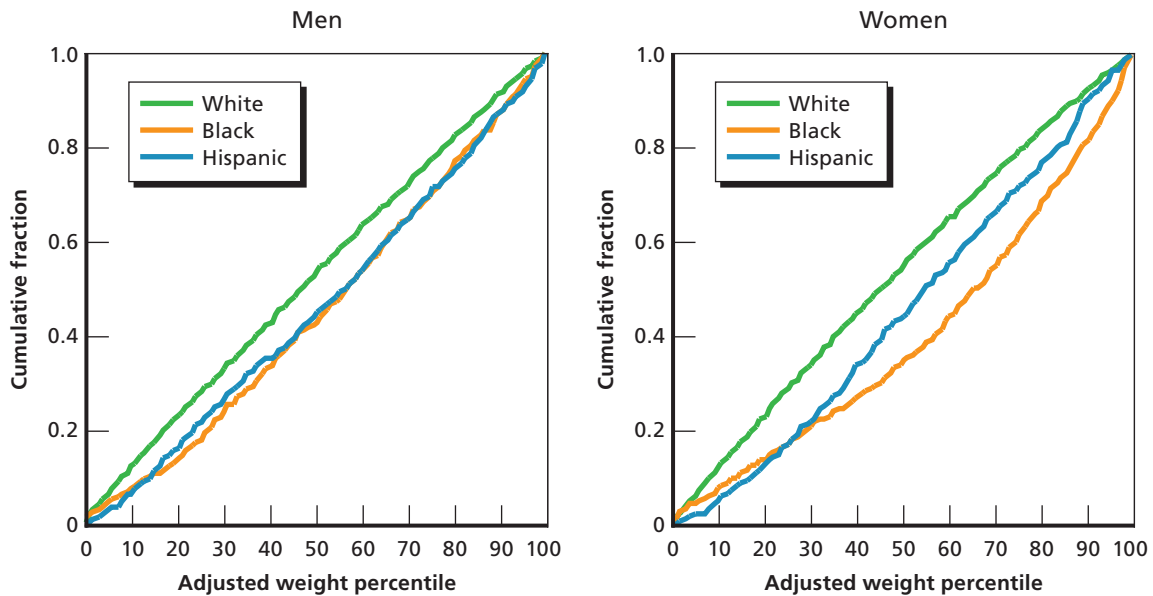 Men
1.0
0.8
0.6
0.4
0.2
0
Cumulative fraction
White
Black
Hispanic
0 10 20 30 40 50 60 70 80 90 100
Adjusted weight percentile
Women
1.0
0.8
0.6
0.4
0.2
0
Cumulative fraction
White
Black
Hispanic
0 10 20 30 40 50 60 70 80 90 100
Adjusted weight percentile